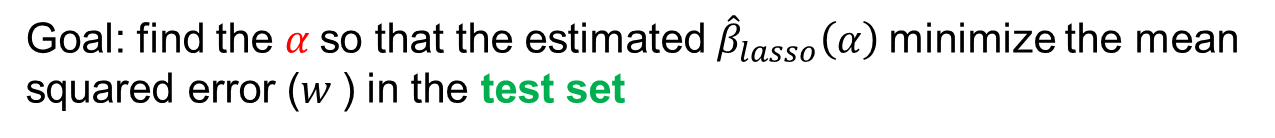 Goal: find the α so that the estimated β̂_lasso(α) minimize the mean
squared error (w ) in the test set